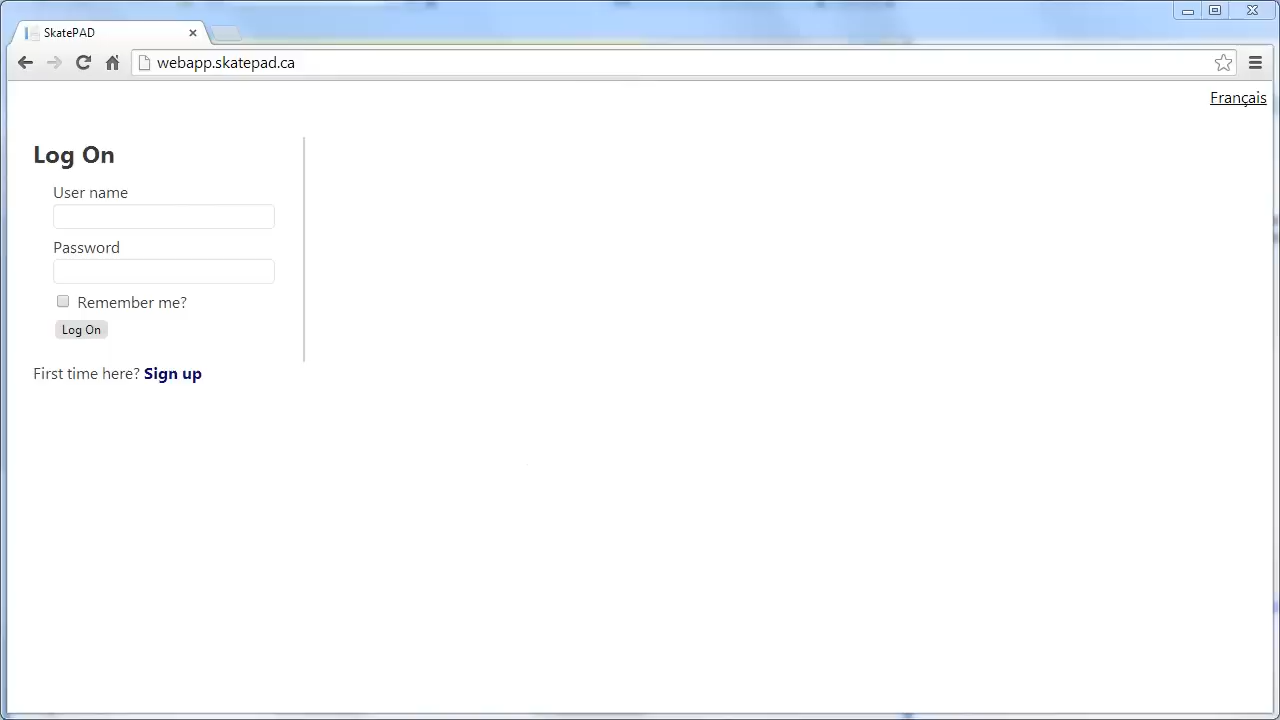 SkatePAD
webapp.skatepad.ca
Français
Log On
User name
Password
Remember me?
Log On
First time here? Sign up